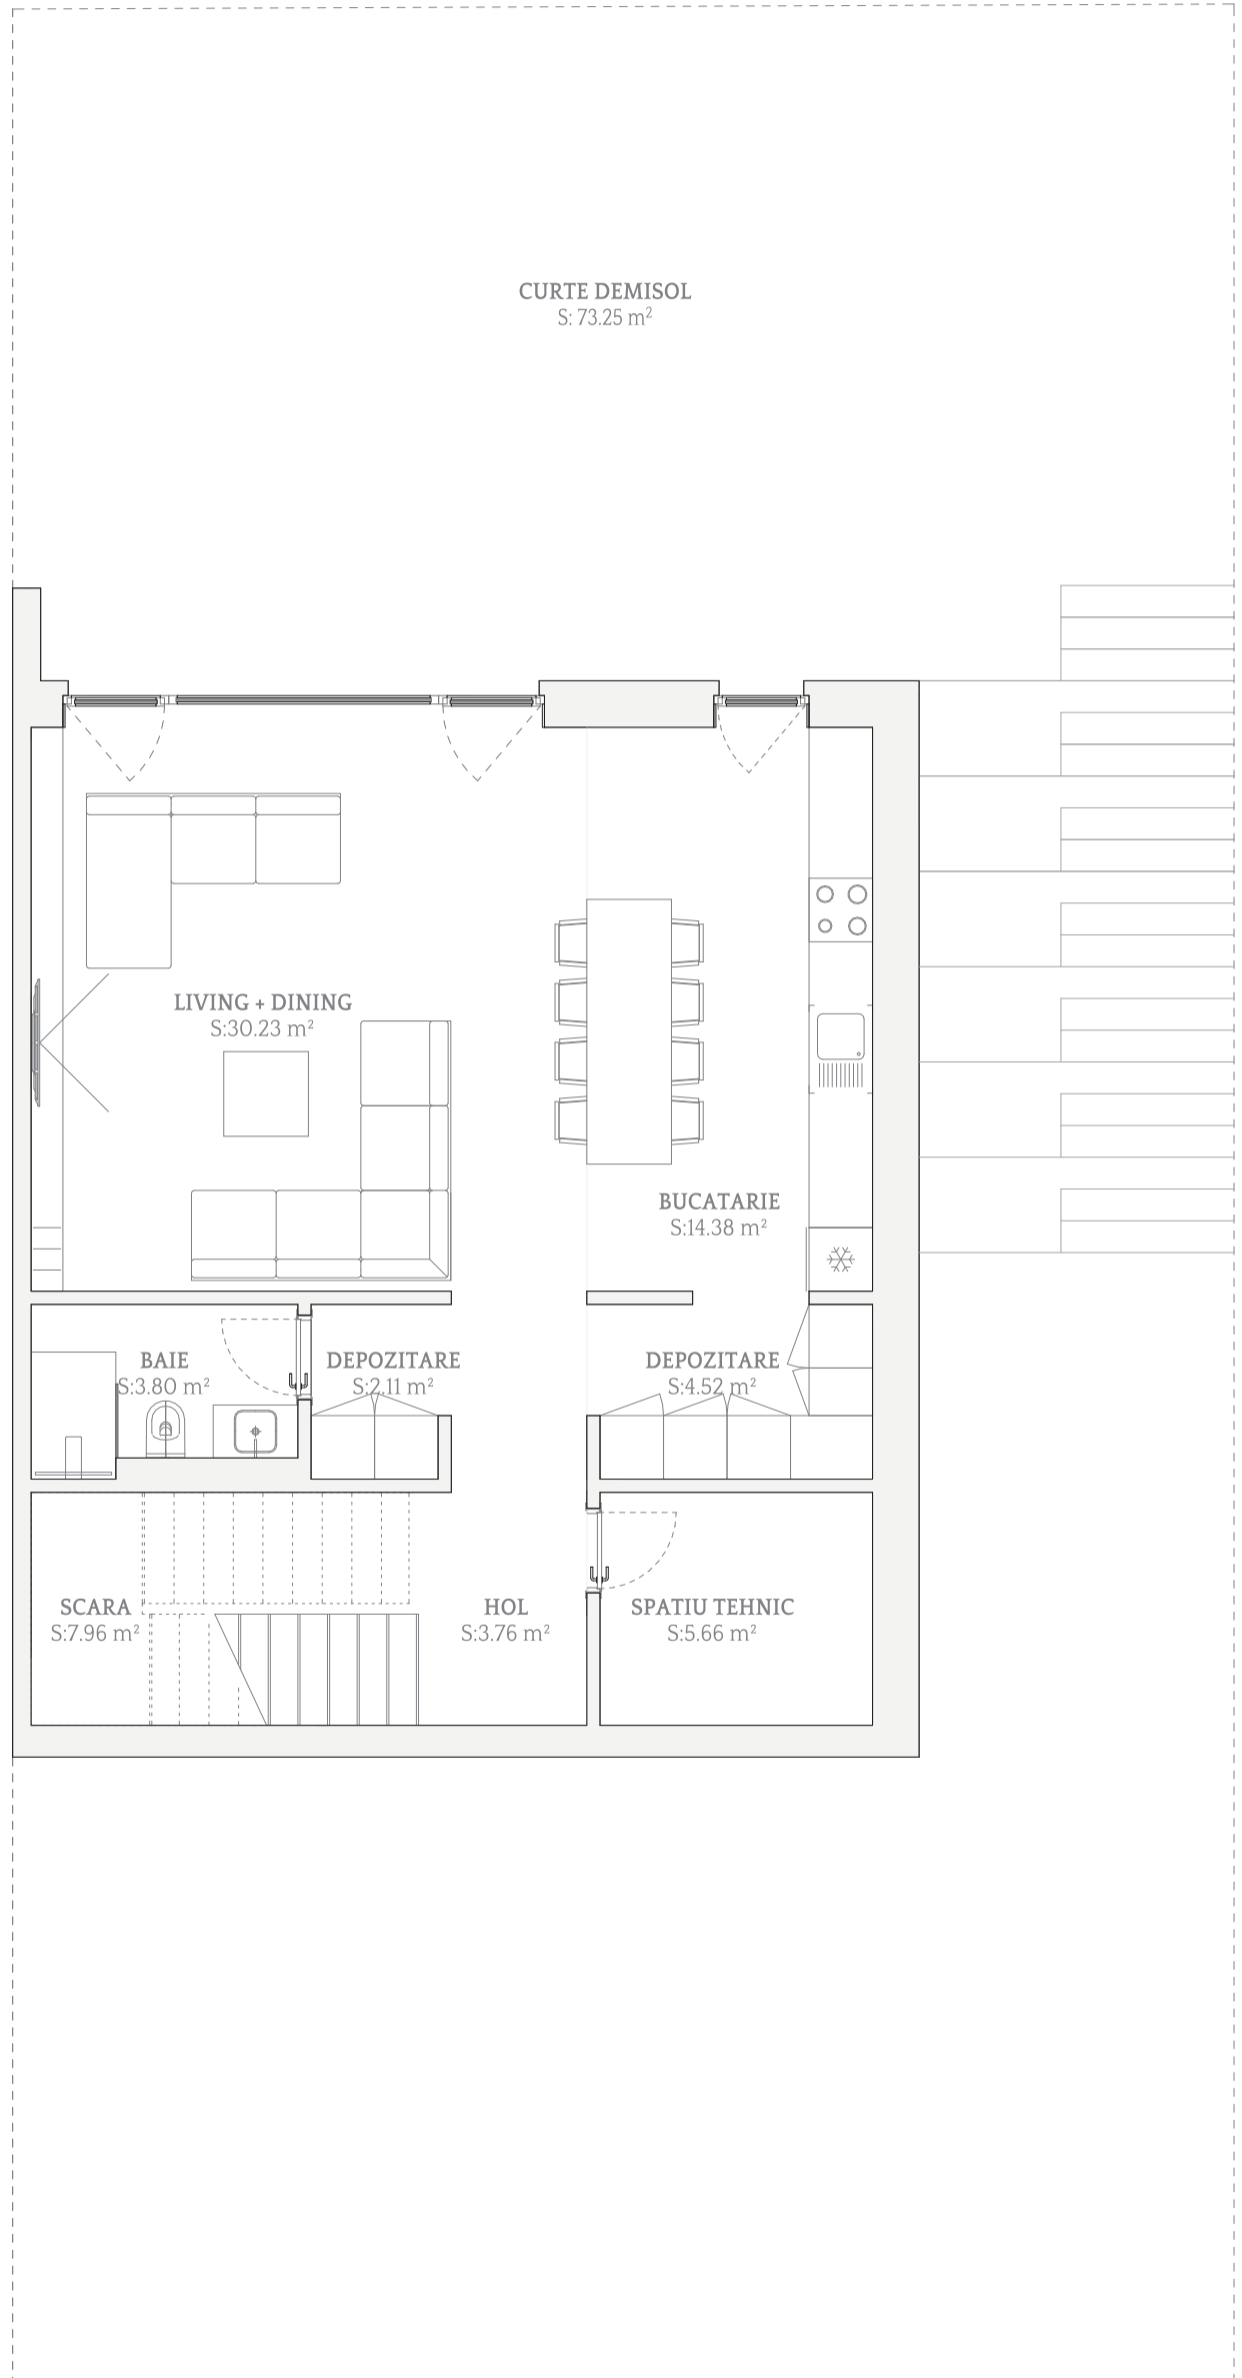 CURTE DEMISOL
S: 73.25 m²
LIVING + DINING
S:30.23 m²
BUCATARIE
S:14.38 m²
BAIE
S:3.80 m²
DEPOZITARE
S:2.11 m²
DEPOZITARE
S:4.52 m²
SCARA
S:7.96 m²
HOL
S:3.76 m²
SPATIU TEHNIC
S:5.66 m²